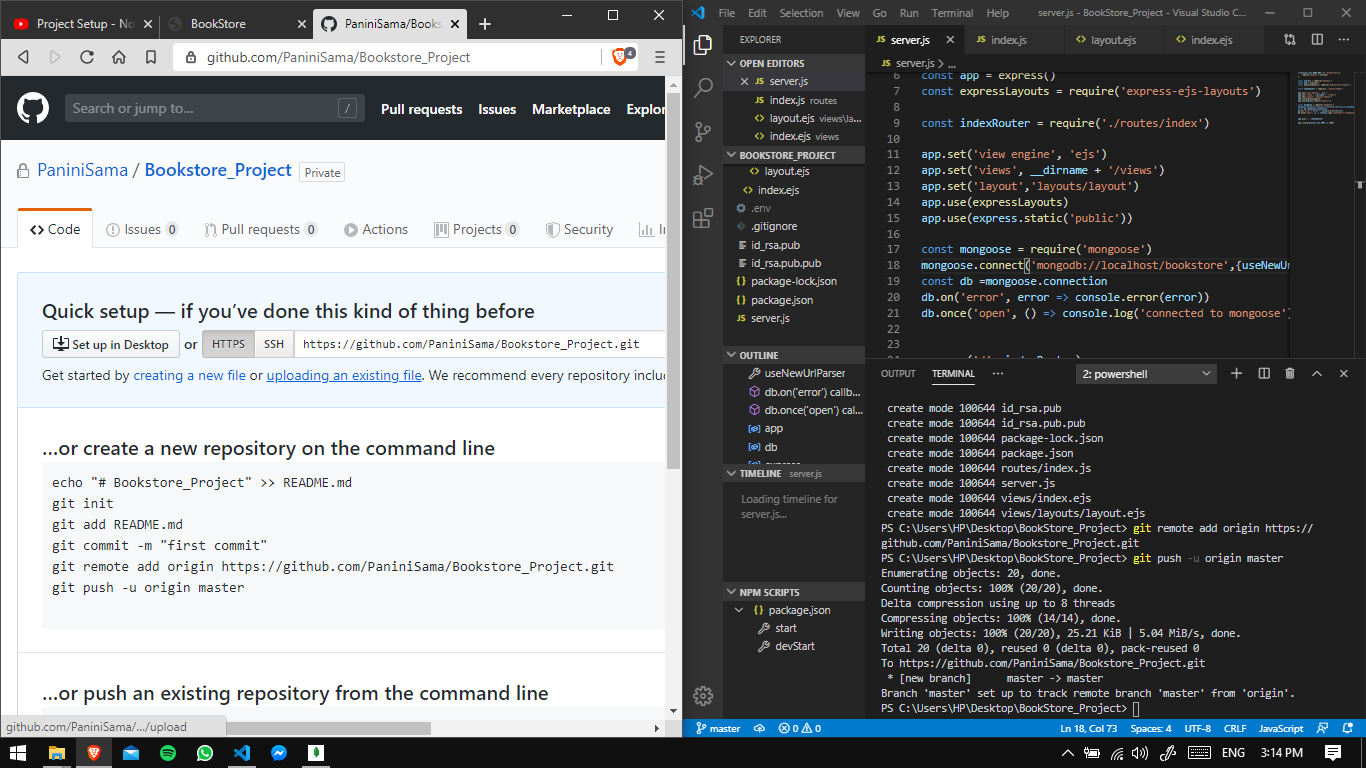 Project Setup - No
BookStore
PaniniSama/Books
github.com/PaniniSama/Bookstore_Project
4
Search or jump to...
/
Pull requests
Issues
Marketplace
Explor
PaniniSama / Bookstore_Project
Private
Code
Issues 0
Pull requests 0
Actions
Projects 0
Security
Quick setup — if you’ve done this kind of thing before
Set up in Desktop
or
HTTPS
SSH
https://github.com/PaniniSama/Bookstore_Project.git
Get started by creating a new file or uploading an existing file. We recommend every repository inclu
…or create a new repository on the command line
echo "# Bookstore_Project" >> README.md
git init
git add README.md
git commit -m "first commit"
git remote add origin https://github.com/PaniniSama/Bookstore_Project.git
git push -u origin master
…or push an existing repository from the command line
github.com/PaniniSama/.../upload
File Edit Selection View Go Run Terminal Help
server.js - BookStore_Project - Visual Studio C...
EXPLORER
OPEN EDITORS
JS server.js
JS index.js routes
layout.ejs views\la...
index.ejs views
BOOKSTORE_PROJECT
layout.ejs
index.ejs
.env
.gitignore
id_rsa.pub
id_rsa.pub.pub
package-lock.json
package.json
JS server.js
OUTLINE
useNewUrlParser
db.on('error') callb...
db.once('open') cal...
app
db
TIMELINE server.js
Loading timeline for
server.js...
NPM SCRIPTS
package.json
start
devStart
JS server.js
JS index.js
layout.ejs
index.ejs
JS server.js > ...
6 const app = express()
7 const expressLayouts = require('express-ejs-layouts')
8
9 const indexRouter = require('./routes/index')
10
11 app.set('view engine', 'ejs')
12 app.set('views', __dirname + '/views')
13 app.set('layout','layouts/layout')
14 app.use(expressLayouts)
15 app.use(express.static('public'))
16
17 const mongoose = require('mongoose')
18 mongoose.connect('mongodb://localhost/bookstore',{useNewUr
19 const db =mongoose.connection
20 db.on('error', error => console.error(error))
21 db.once('open', () => console.log('connected to mongoose')
22
23
OUTPUT
TERMINAL
2: powershell
create mode 100644 id_rsa.pub
create mode 100644 id_rsa.pub.pub
create mode 100644 package-lock.json
create mode 100644 package.json
create mode 100644 routes/index.js
create mode 100644 server.js
create mode 100644 views/index.ejs
create mode 100644 views/layouts/layout.ejs
PS C:\Users\HP\Desktop\BookStore_Project> git remote add origin https://
github.com/PaniniSama/Bookstore_Project.git
PS C:\Users\HP\Desktop\BookStore_Project> git push -u origin master
Enumerating objects: 20, done.
Counting objects: 100% (20/20), done.
Delta compression using up to 8 threads
Compressing objects: 100% (14/14), done.
Writing objects: 100% (20/20), 25.21 KiB | 5.04 MiB/s, done.
Total 20 (delta 0), reused 0 (delta 0), pack-reused 0
To https://github.com/PaniniSama/Bookstore_Project.git
* [new branch] master -> master
Branch 'master' set up to track remote branch 'master' from 'origin'.
PS C:\Users\HP\Desktop\BookStore_Project>
master
0 0
Ln 18, Col 73
Spaces: 4
UTF-8
CRLF
JavaScript
ENG
3:14 PM